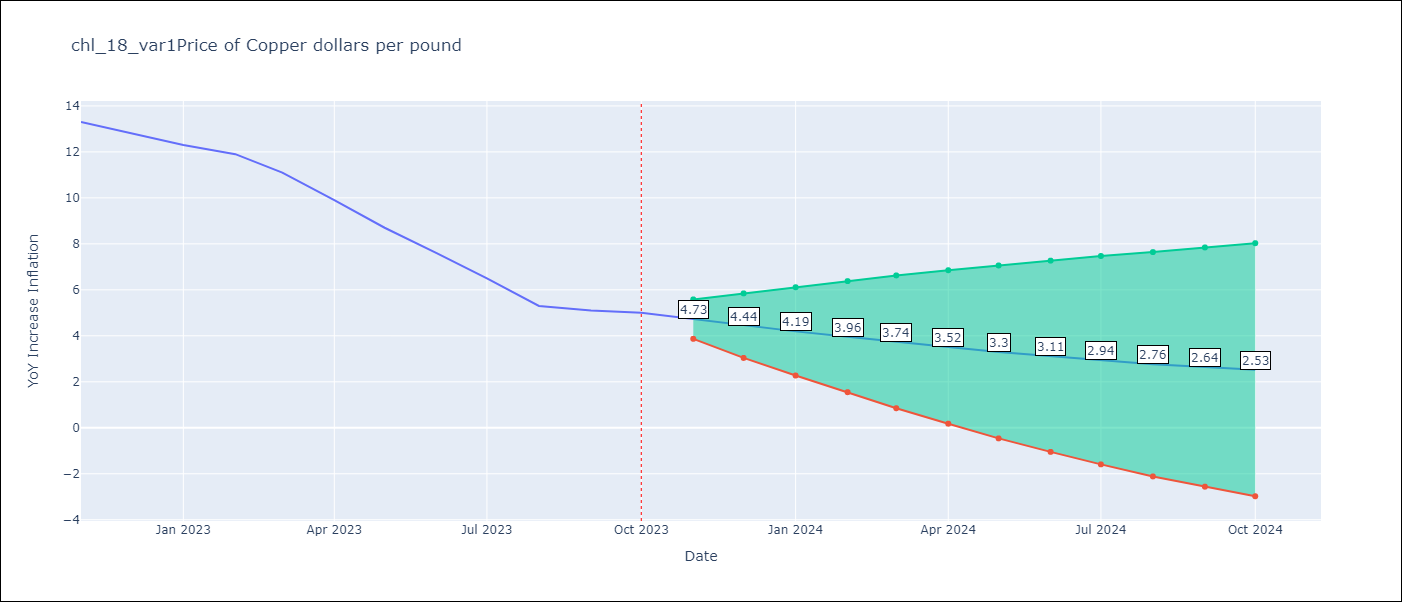 chl_18_var1Price of Copper dollars per pound
YoY Increase Inflation
14
12
10
8
6
4
2
0
−2
−4
4.73
4.44
4.19
3.96
3.74
3.52
3.3
3.11
2.94
2.76
2.64
2.53
Jan 2023
Apr 2023
Jul 2023
Oct 2023
Jan 2024
Apr 2024
Jul 2024
Oct 2024
Date